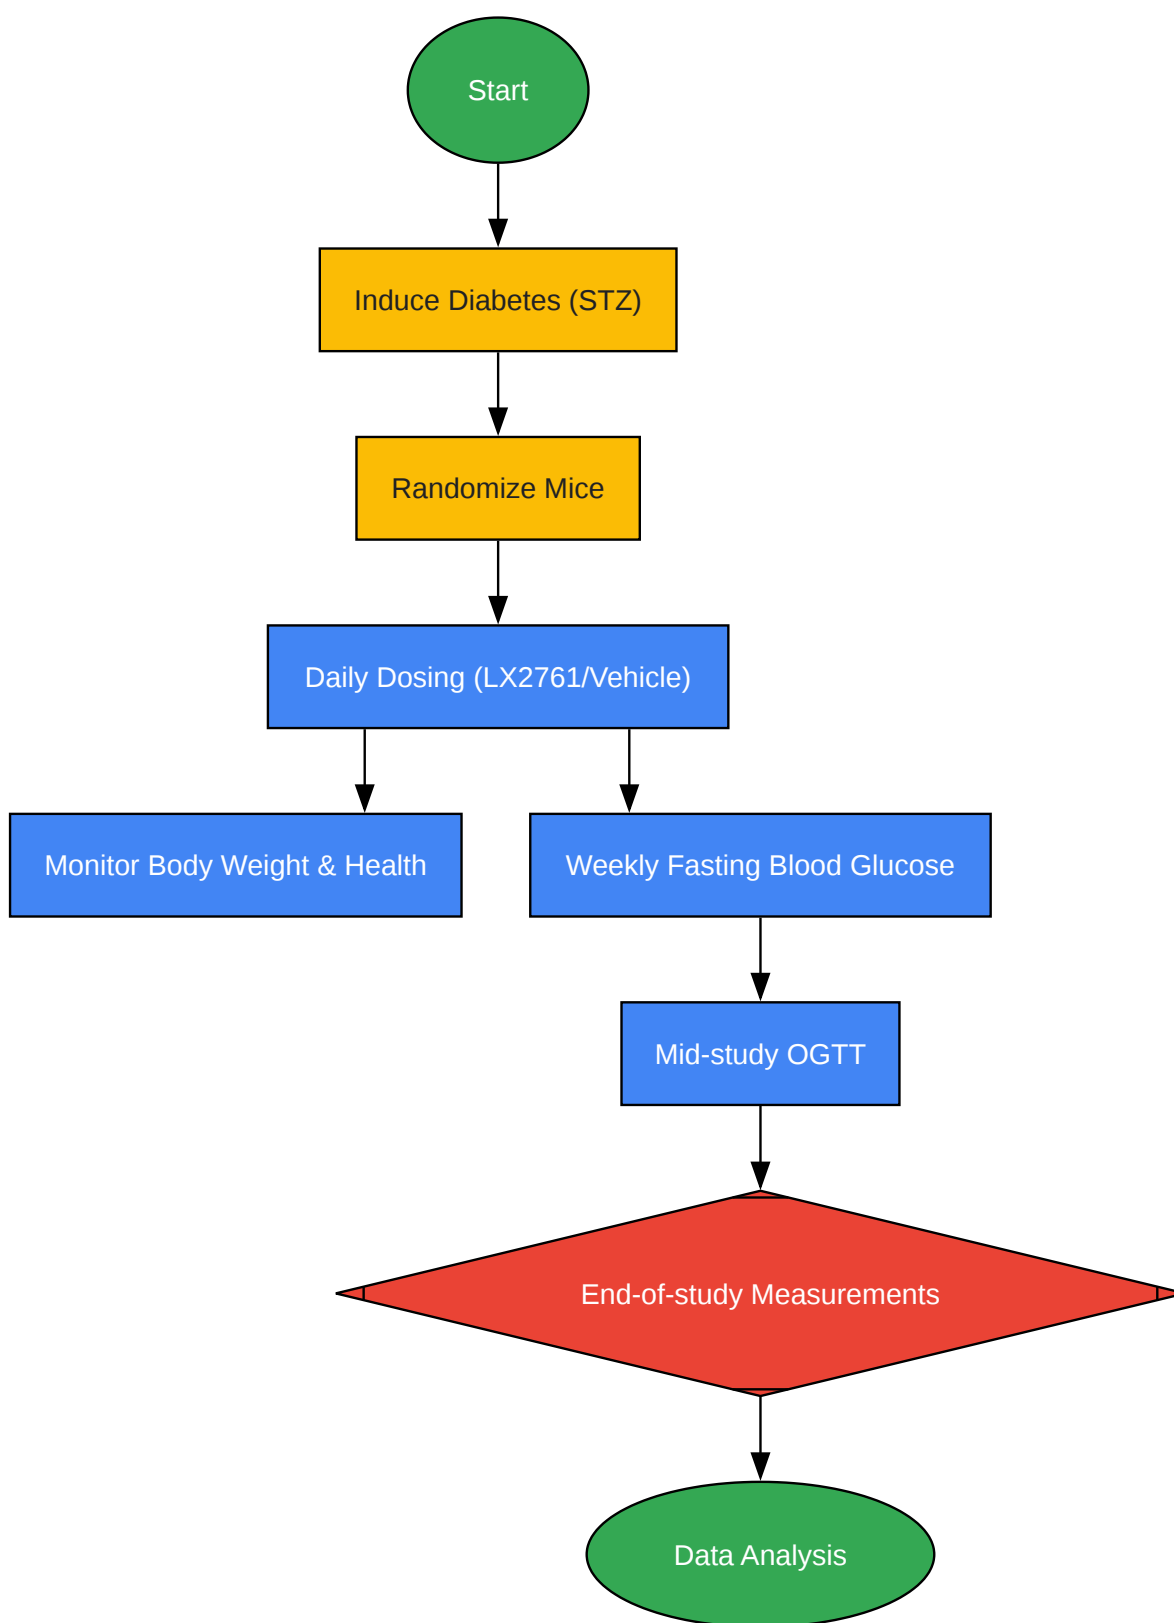 Start
Induce Diabetes (STZ)
Randomize Mice
Daily Dosing (LX2761/Vehicle)
Monitor Body Weight & Health
Weekly Fasting Blood Glucose
Mid-study OGTT
End-of-study Measurements
Data Analysis